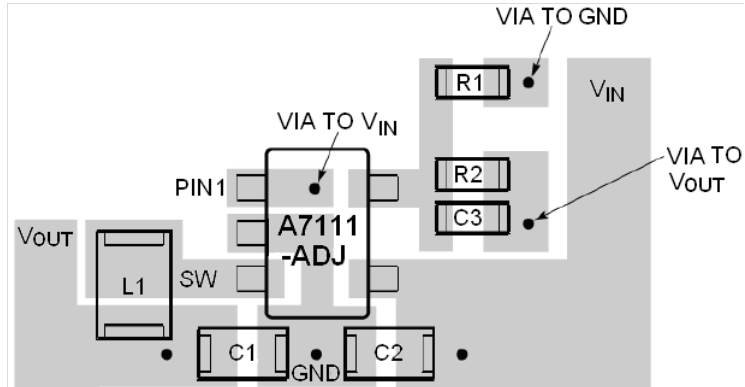 VIA TO GND
R1
VIN
VIA TO VIN
R2
VIA TO
VOUT
PIN1
C3
A7111
-ADJ
VOUT
L1
SW
C1
GND
C2